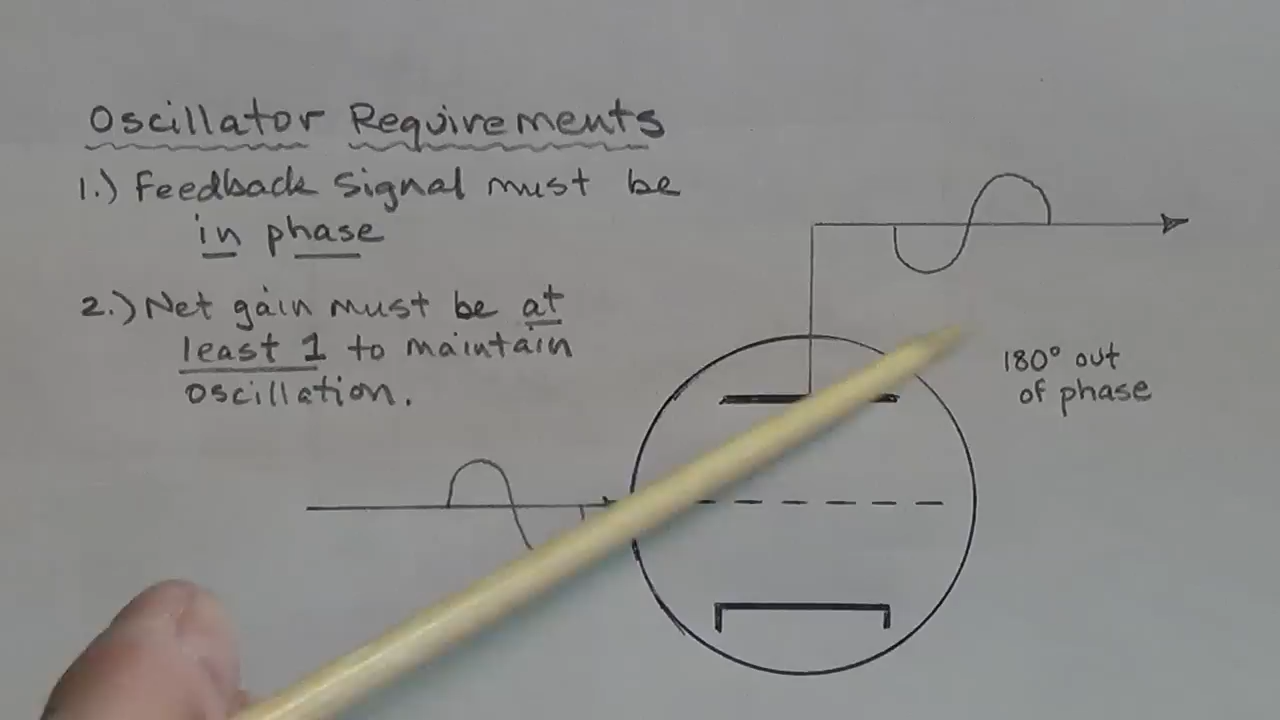 Oscillator Requirements
1.) Feedback Signal must be
in phase
2.) Net gain must be at
least 1 to maintain
oscillation.
180° out
of phase